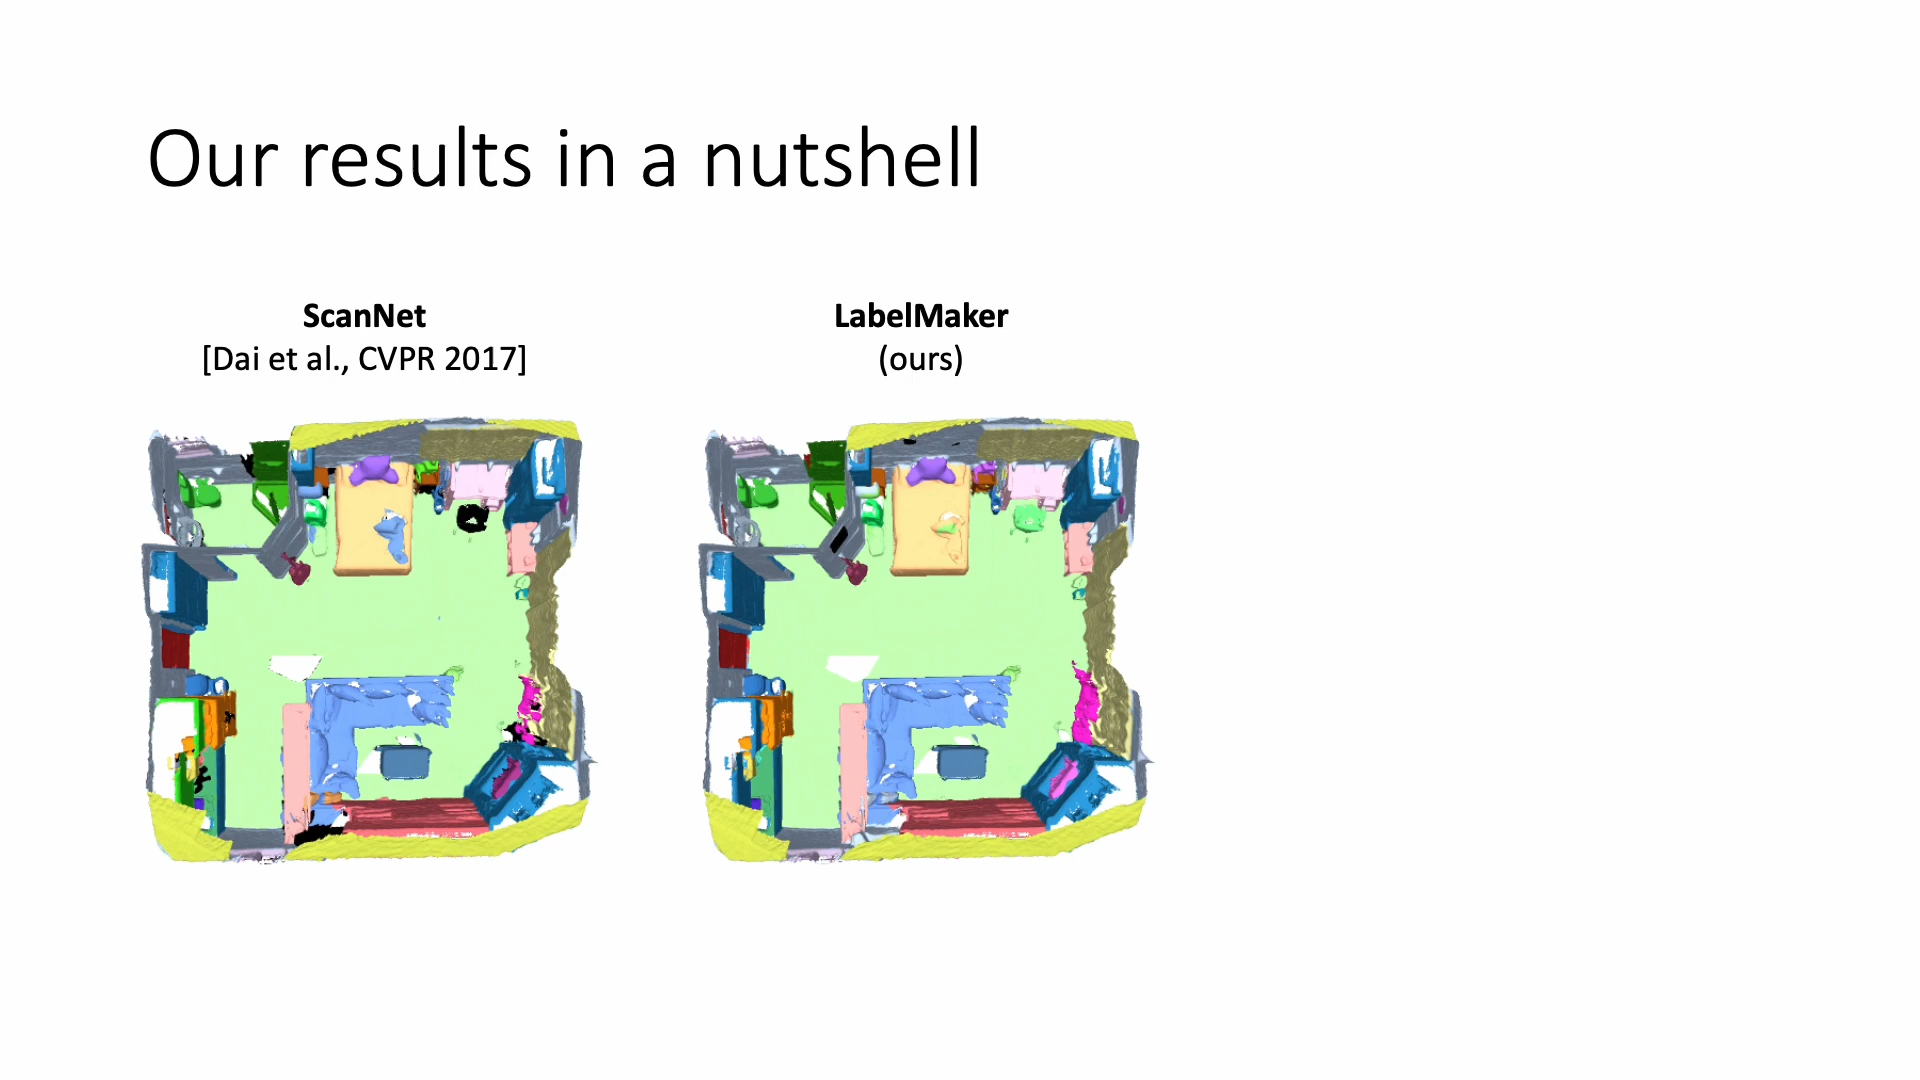 Our results in a nutshell
ScanNet
[Dai et al., CVPR 2017]
LabelMaker
(ours)